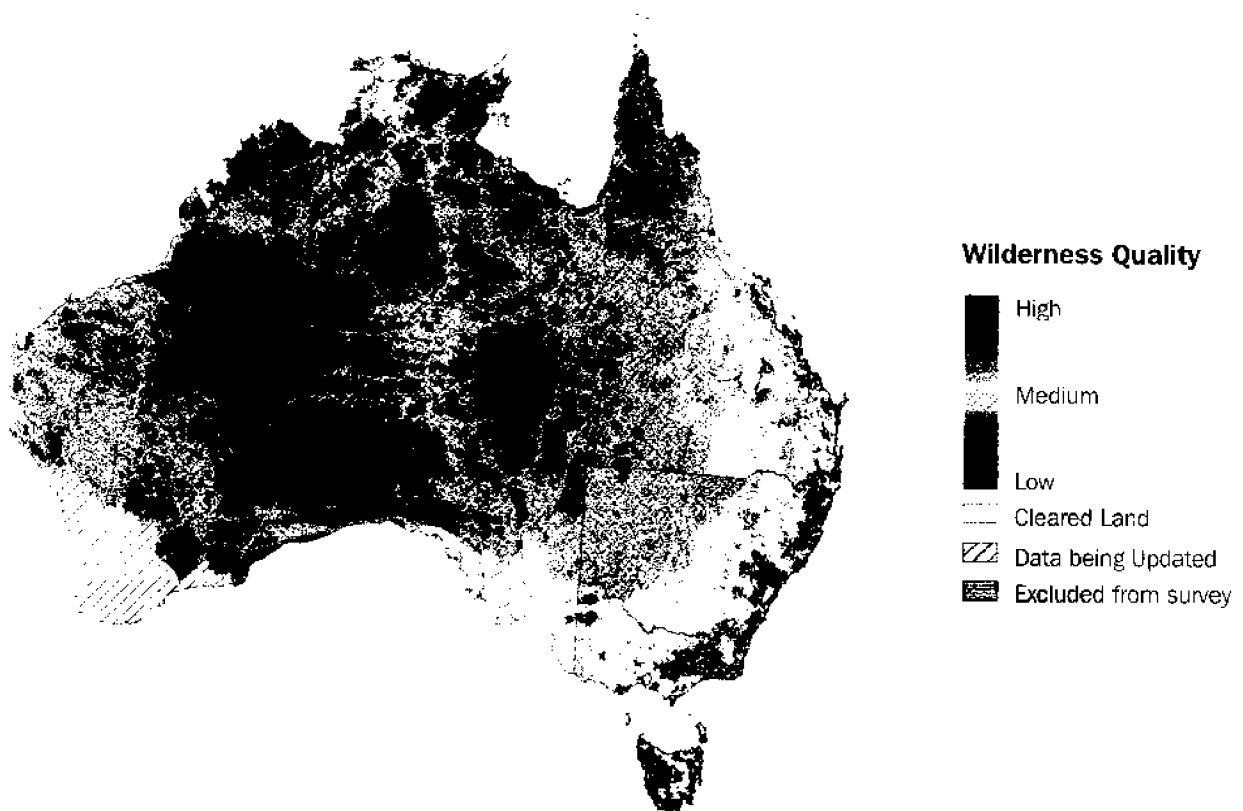 Wilderness Quality
High
Medium
Low
Cleared Land
Data being Updated
Excluded from survey